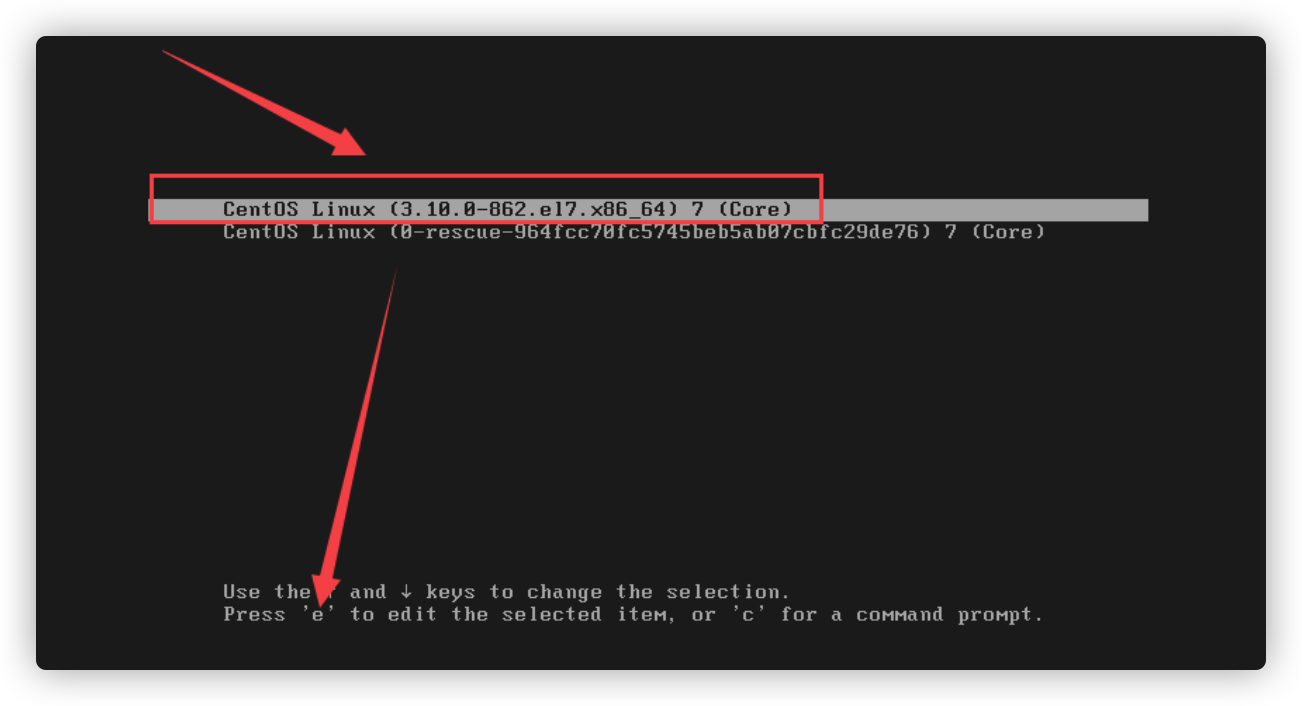 CentOS Linux (3.10.0-862.el7.x86_64) 7 (Core)
CentOS Linux (0-rescue-964fcc70fc5745beb5ab07cbfc29de76) 7 (Core)
Use the and ↓ keys to change the selection.
Press 'e' to edit the selected item, or 'c' for a command prompt.